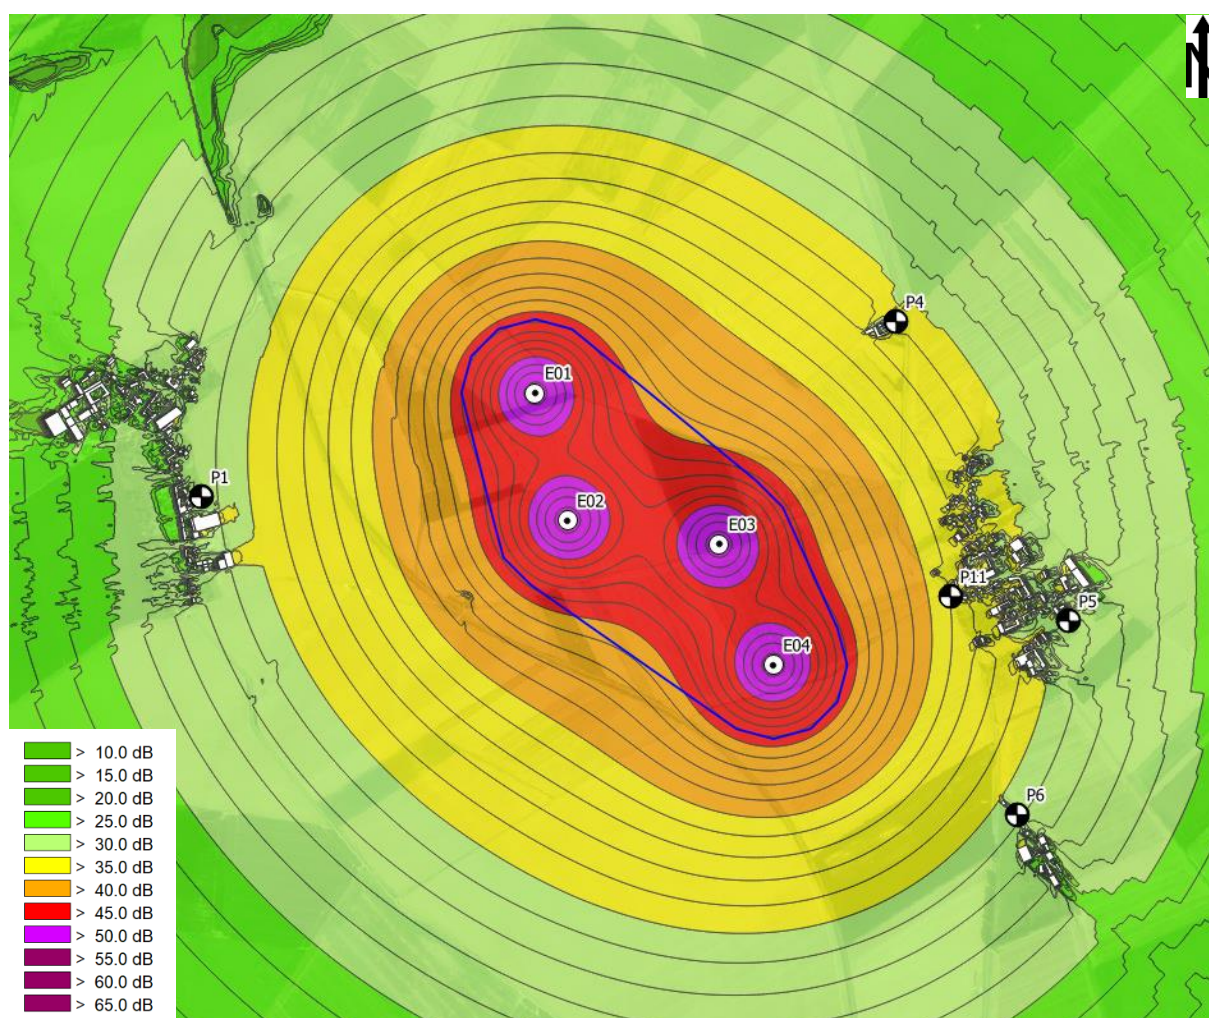 N
P4
E01
P1
E02
E03
P11
P5
E04
P6
> 10.0 dB
> 15.0 dB
> 20.0 dB
> 25.0 dB
> 30.0 dB
> 35.0 dB
> 40.0 dB
> 45.0 dB
> 50.0 dB
> 55.0 dB
> 60.0 dB
> 65.0 dB